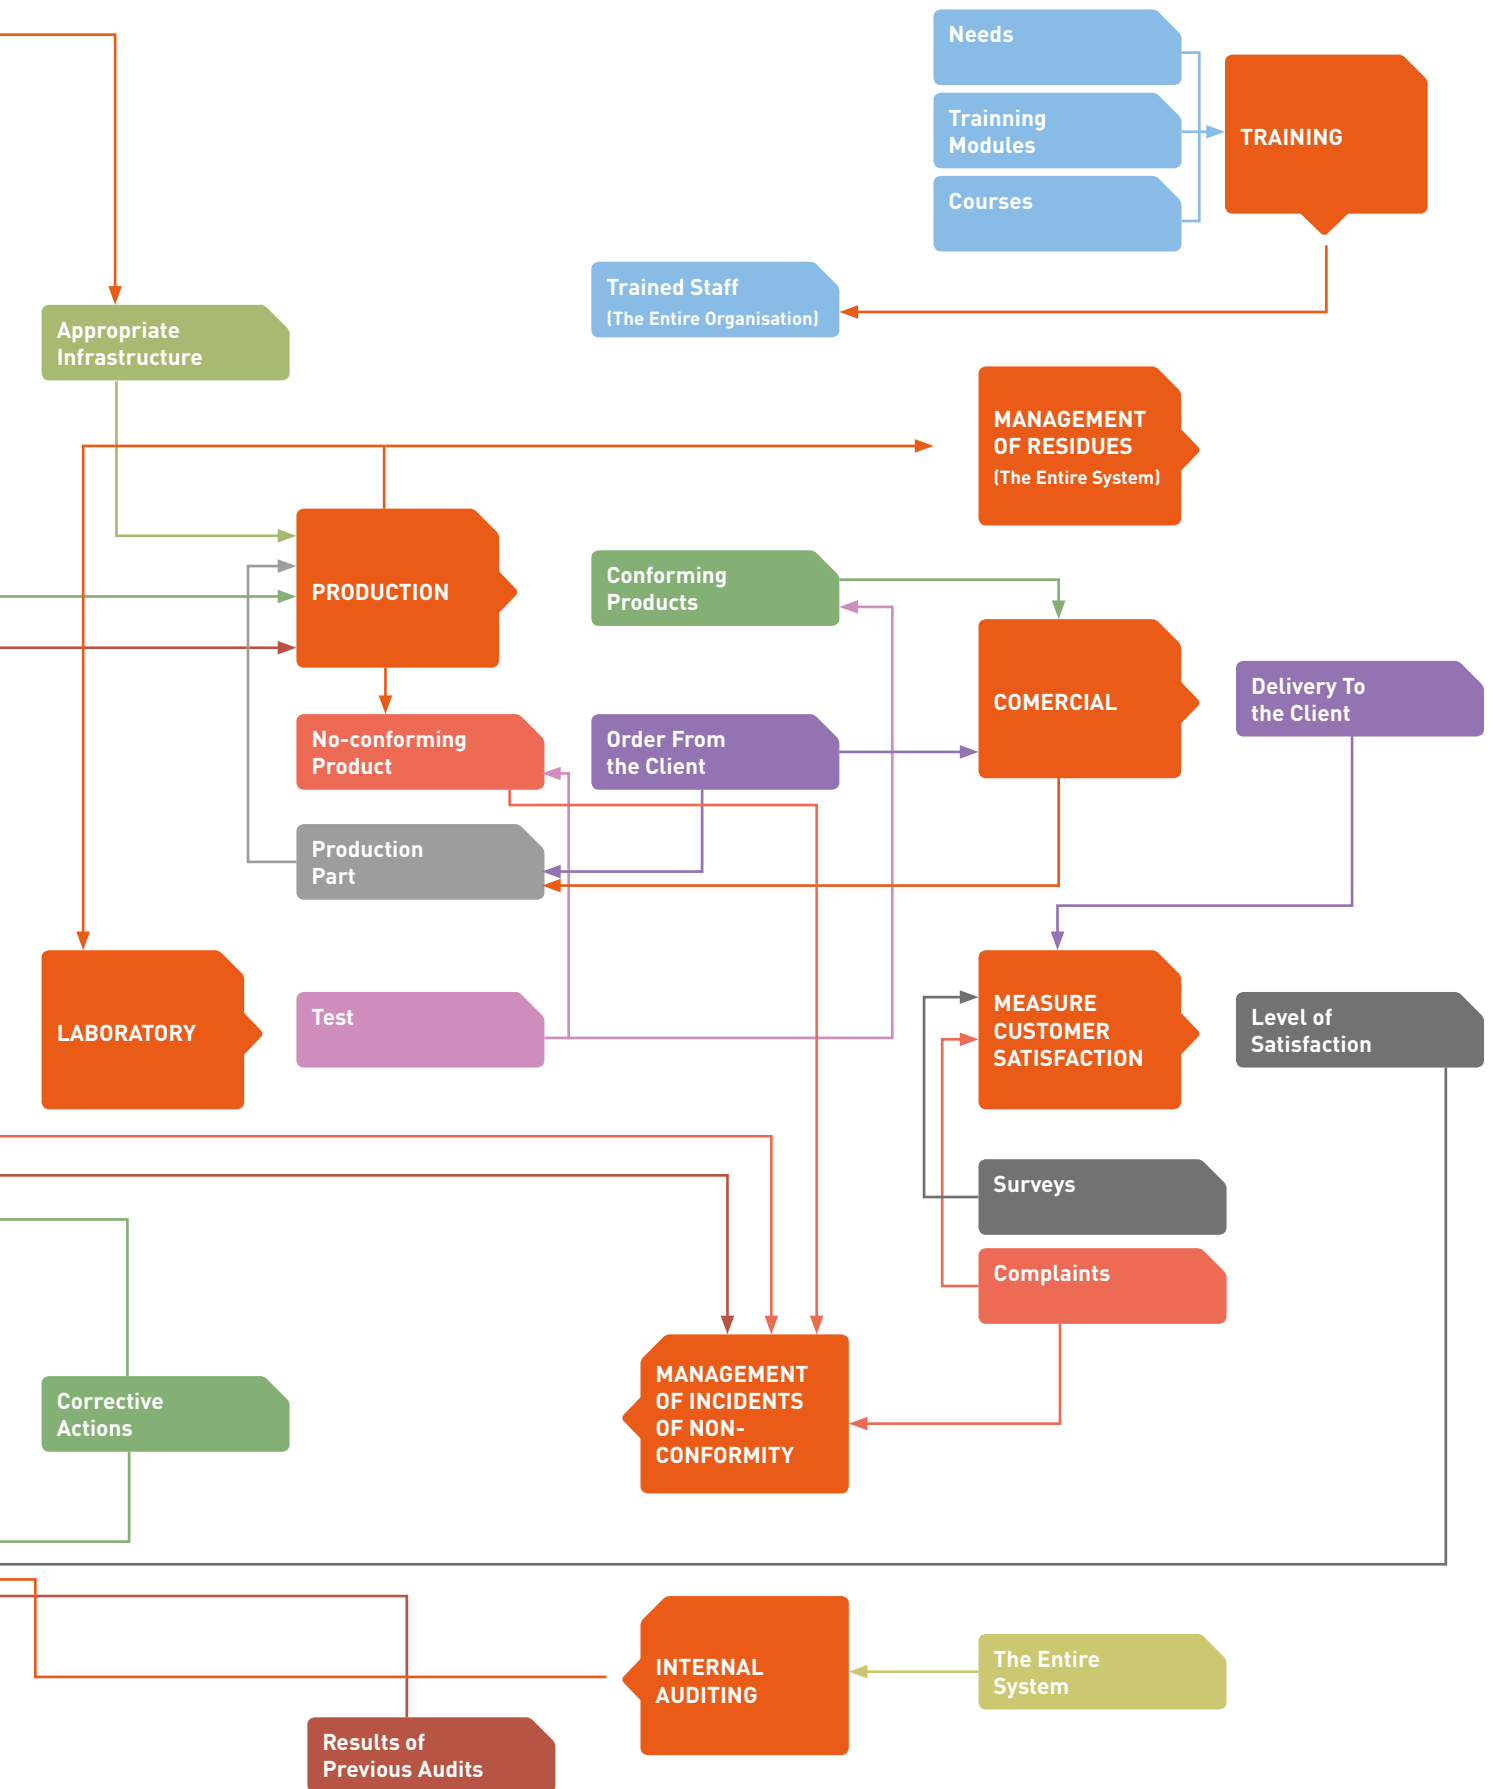 Needs
Trainning
Modules
Courses
TRAINING
Trained Staff
(The Entire Organisation)
Appropriate
Infrastructure
MANAGEMENT
OF RESIDUES
(The Entire System)
PRODUCTION
Conforming
Products
COMERCIAL
Delivery To
the Client
No-conforming
Product
Order From
the Client
Production
Part
LABORATORY
Test
MEASURE
CUSTOMER
SATISFACTION
Level of
Satisfaction
Surveys
Complaints
Corrective
Actions
MANAGEMENT
OF INCIDENTS
OF NON-
CONFORMITY
INTERNAL
AUDITING
The Entire
System
Results of
Previous Audits